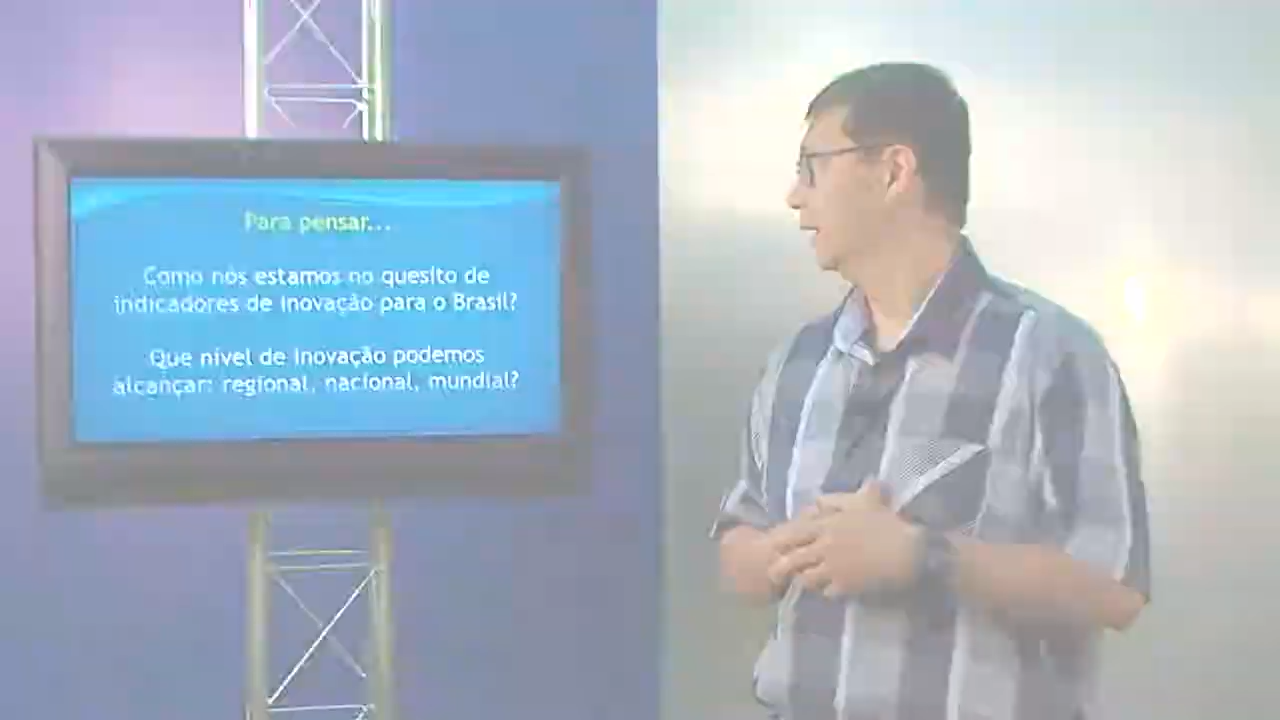 Para pensar...
Como nós estamos no quesito de
indicadores de inovação para o Brasil?
Que nível de inovação podemos
alcançar: regional, nacional, mundial?